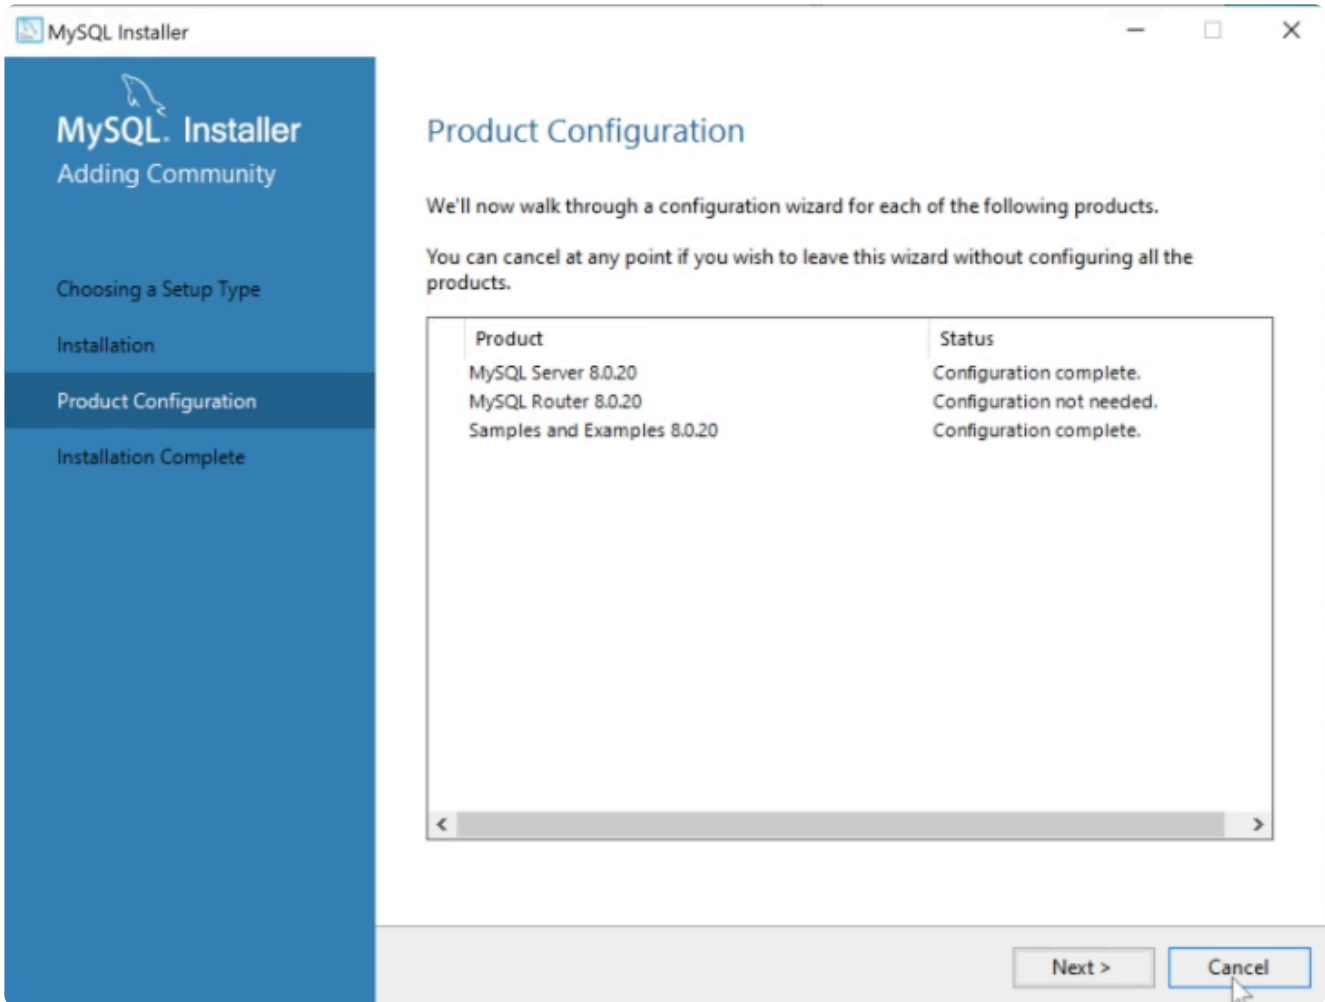 MySQL Installer
MySQL. Installer
Adding Community
Choosing a Setup Type
Installation
Product Configuration
Installation Complete
Product Configuration
We'll now walk through a configuration wizard for each of the following products.
You can cancel at any point if you wish to leave this wizard without configuring all the
products.
Product Status
MySQL Server 8.0.20 Configuration complete.
MySQL Router 8.0.20 Configuration not needed.
Samples and Examples 8.0.20 Configuration complete.
Next > Cancel